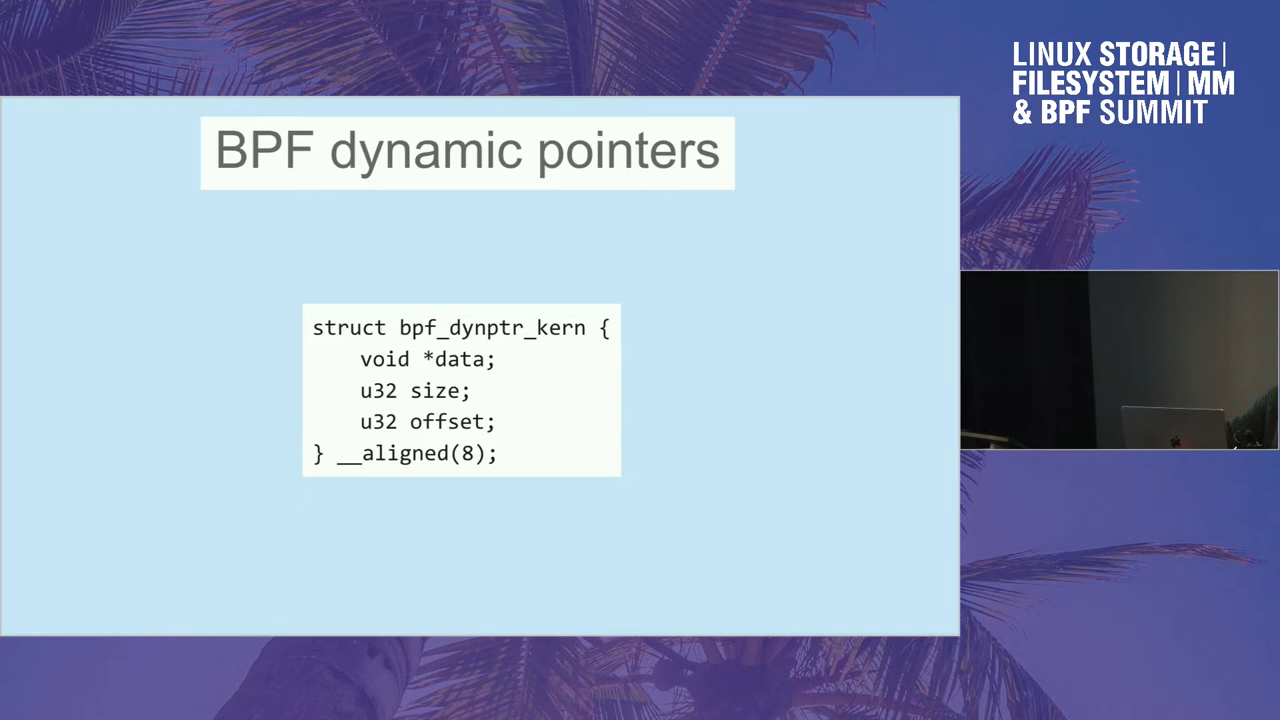 LINUX STORAGE |
FILESYSTEM | MM
& BPF SUMMIT
BPF dynamic pointers
struct bpf_dynptr_kern {
    void *data;
    u32 size;
    u32 offset;
} __aligned(8);